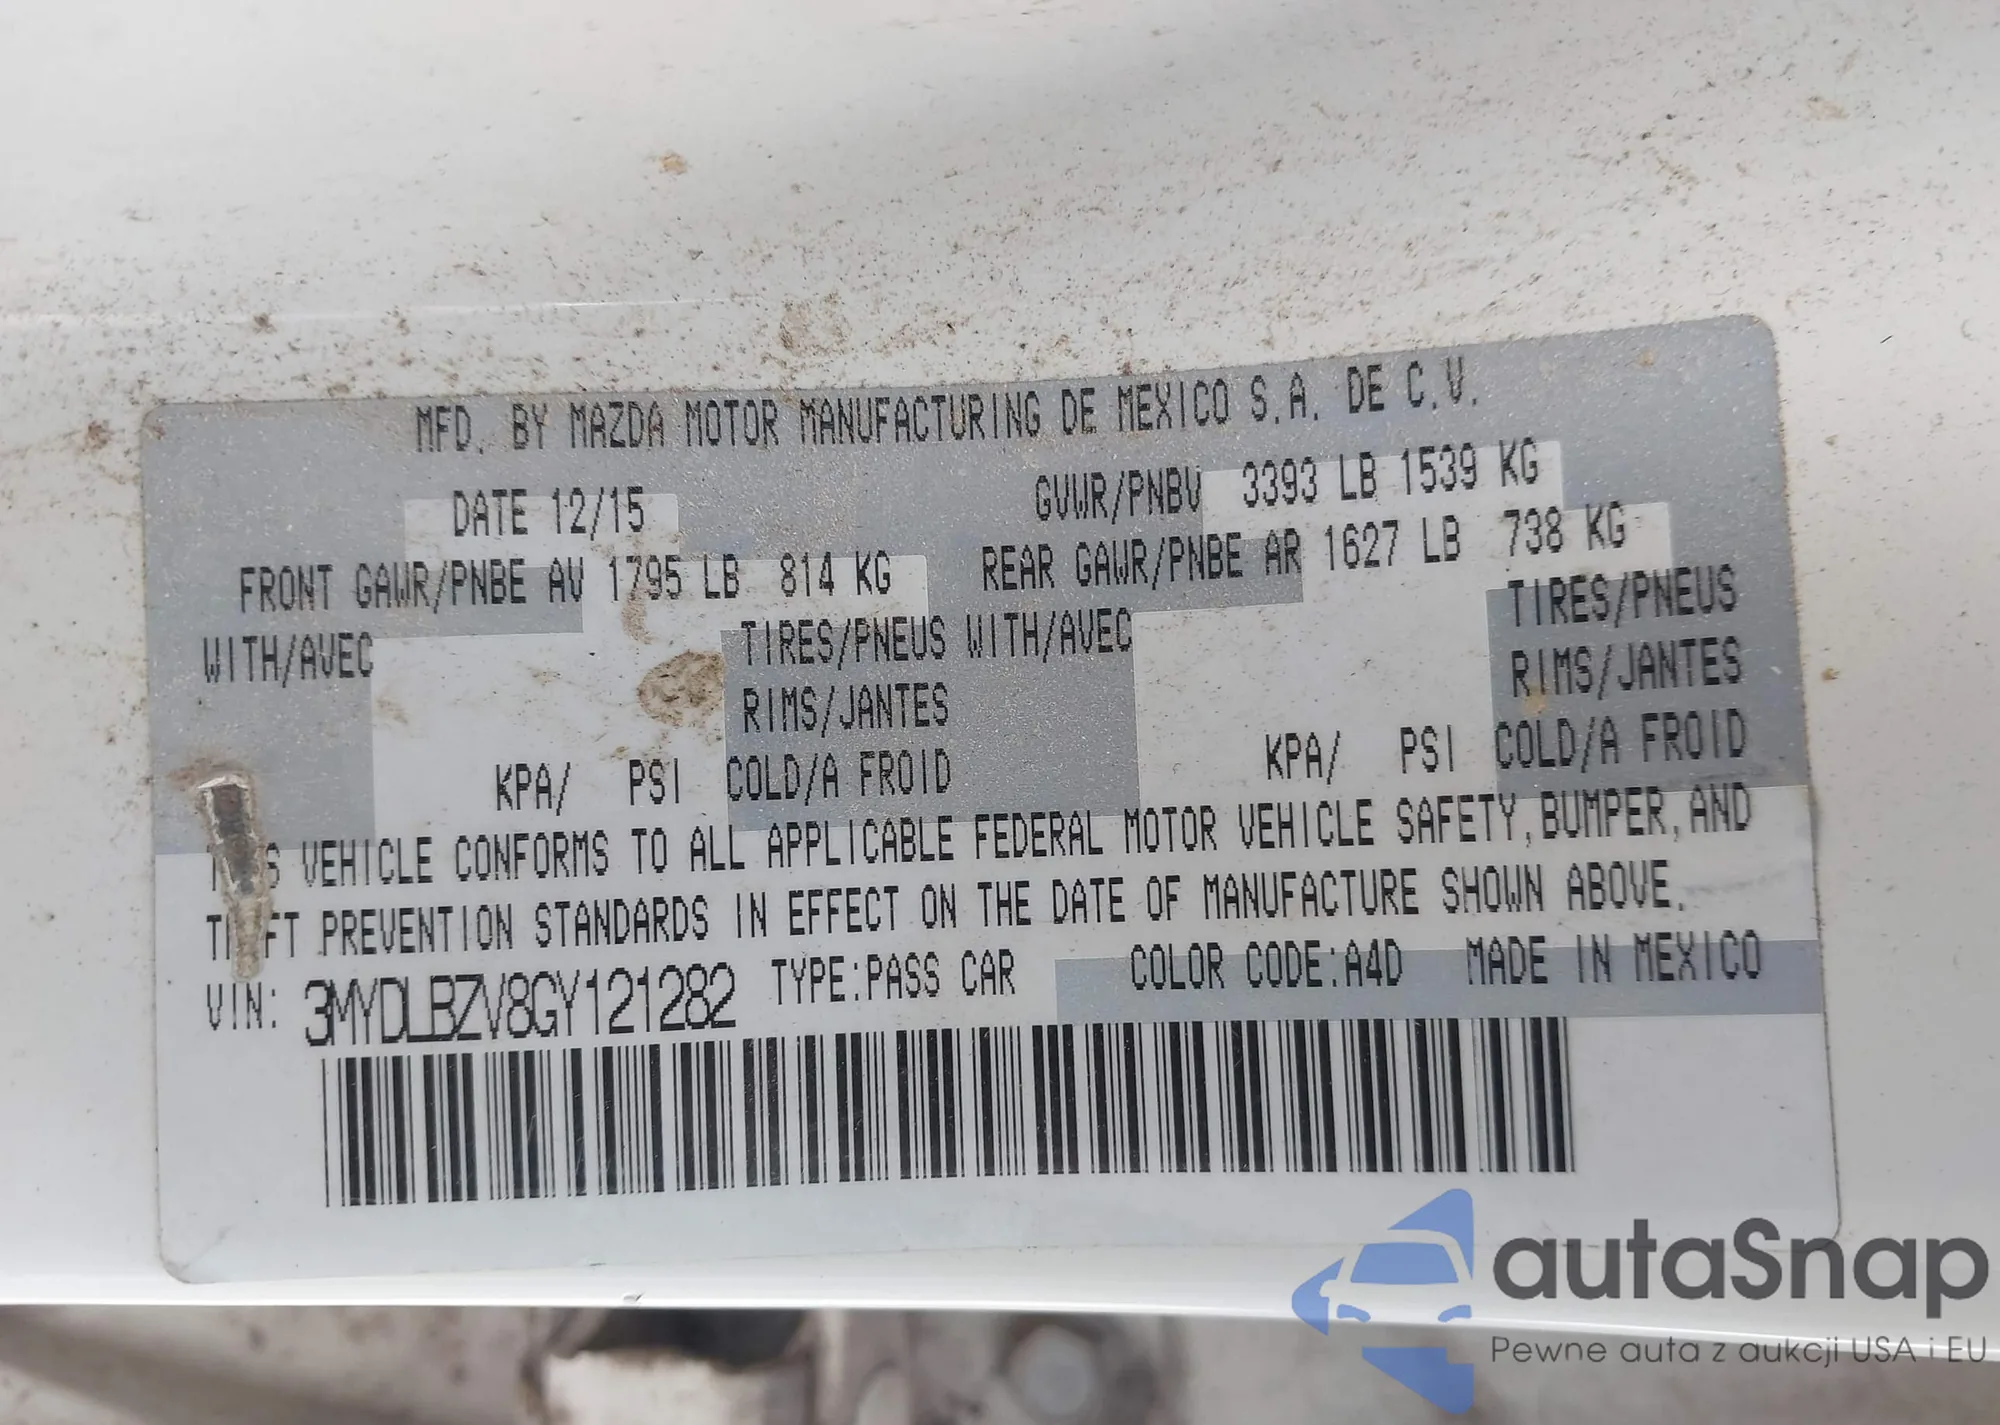 MFD. BY MAZDA MOTOR MANUFACTURING DE MEXICO S.A. DE C.V.
DATE 12/15 GVWR/PNBV 3393 LB 1539 KG
FRONT GAWR/PNBE AV 1795 LB 814 KG REAR GAWR/PNBE AR 1627 LB 738 KG
WITH/AVEC TIRES/PNEUS WITH/AVEC TIRES/PNEUS
RIMS/JANTES RIMS/JANTES
KPA/ PSI COLD/A FROID KPA/ PSI COLD/A FROID
VEHICLE CONFORMS TO ALL APPLICABLE FEDERAL MOTOR VEHICLE SAFETY, BUMPER, AND
PREVENTION STANDARDS IN EFFECT ON THE DATE OF MANUFACTURE SHOWN ABOVE.
VIN: 3MYDLBZV8GY121282 TYPE:PASS CAR COLOR CODE:A4D MADE IN MEXICO
autaSnap
Pewne auta z aukcji USA i EU